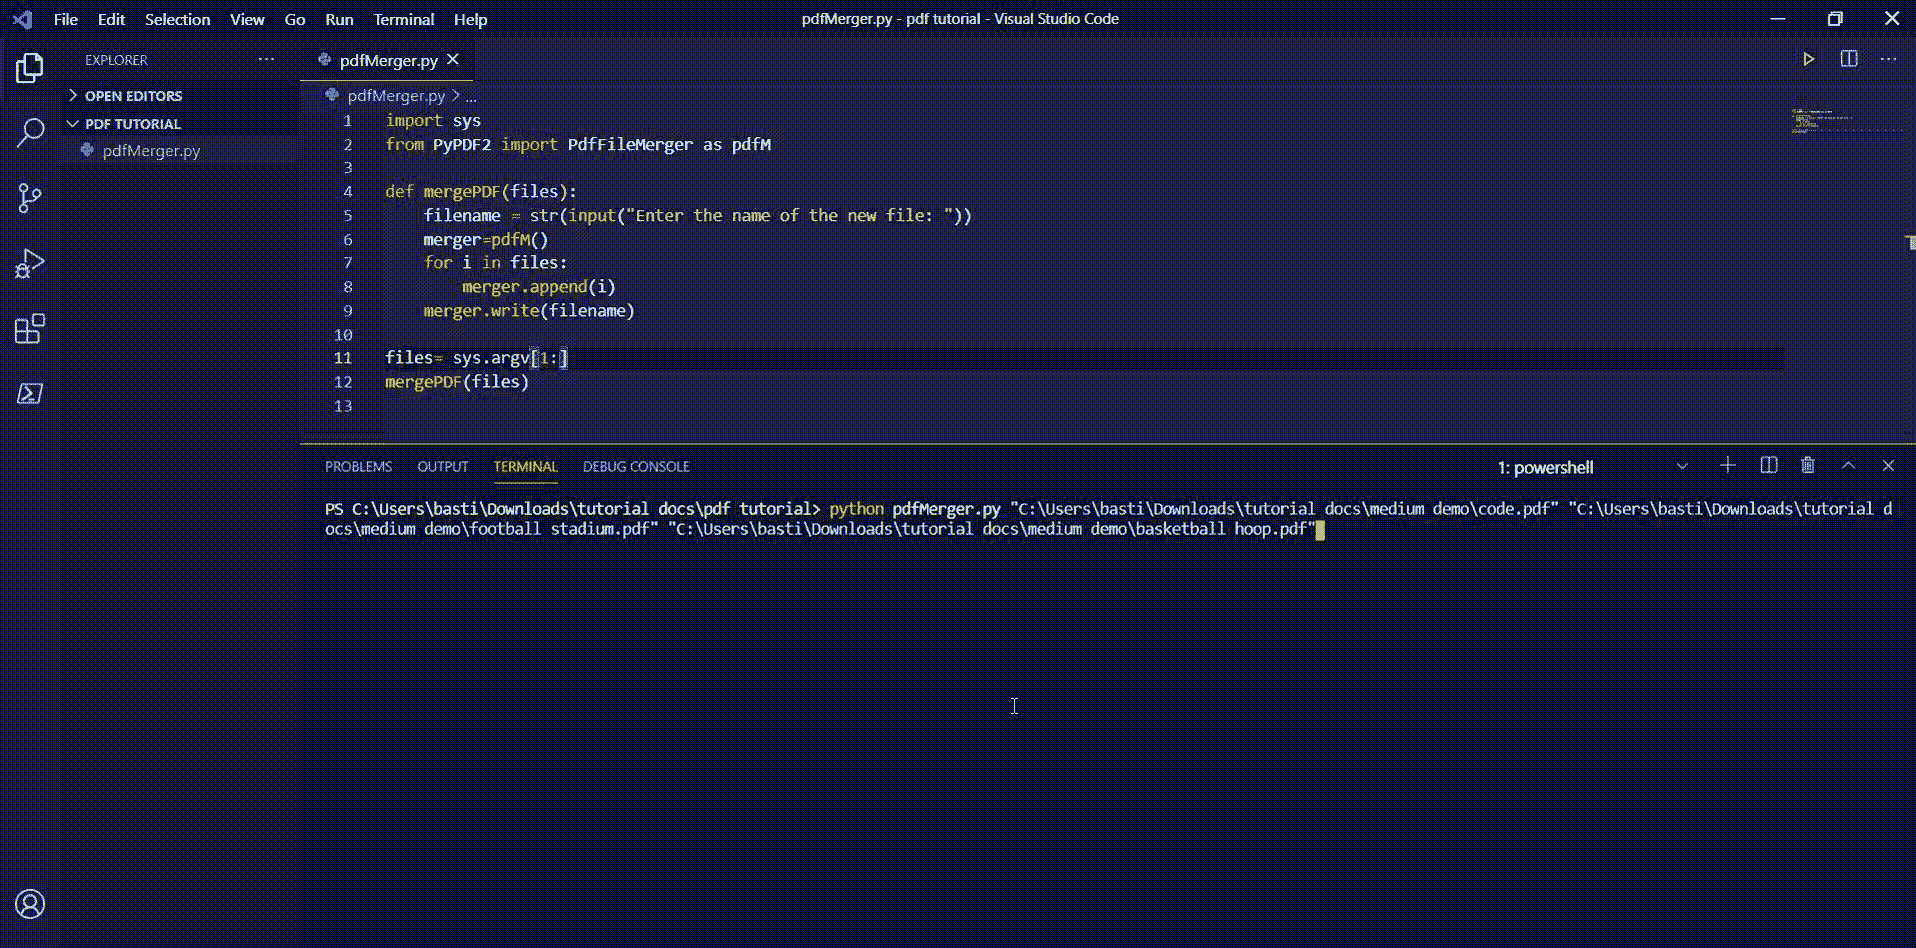 File Edit Selection View Go Run Terminal Help
pdfMerger.py - pdf tutorial - Visual Studio Code
EXPLORER
OPEN EDITORS
PDF TUTORIAL
pdfMerger.py
pdfMerger.py
pdfMerger.py > ...
1 import sys
2 from PyPDF2 import PdfFileMerger as pdfM
3
4 def mergePDF(files):
5     filename = str(input("Enter the name of the new file: "))
6     merger=pdfM()
7     for i in files:
8         merger.append(i)
9     merger.write(filename)
10
11 files= sys.argv[1:]
12 mergePDF(files)
13
PROBLEMS OUTPUT TERMINAL DEBUG CONSOLE
1: powershell
PS C:\Users\basti\Downloads\tutorial docs\pdf tutorial> python pdfMerger.py "C:\Users\basti\Downloads\tutorial docs\medium demo\code.pdf" "C:\Users\basti\Downloads\tutorial d
ocs\medium demo\football stadium.pdf" "C:\Users\basti\Downloads\tutorial docs\medium demo\basketball hoop.pdf"